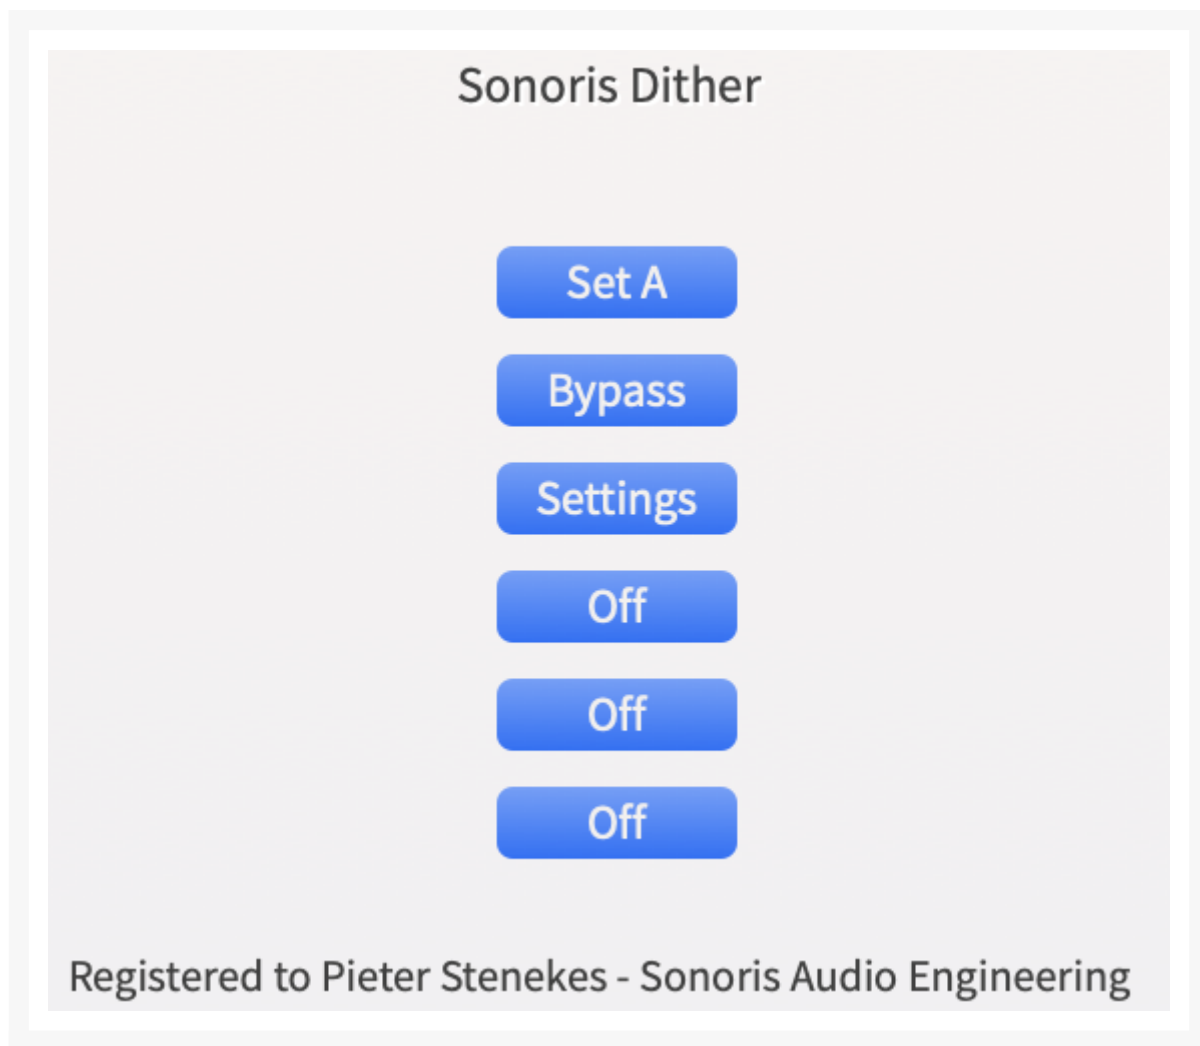 Sonoris Dither
Set A
Bypass
Settings
Off
Off
Off
Registered to Pieter Stenekes - Sonoris Audio Engineering